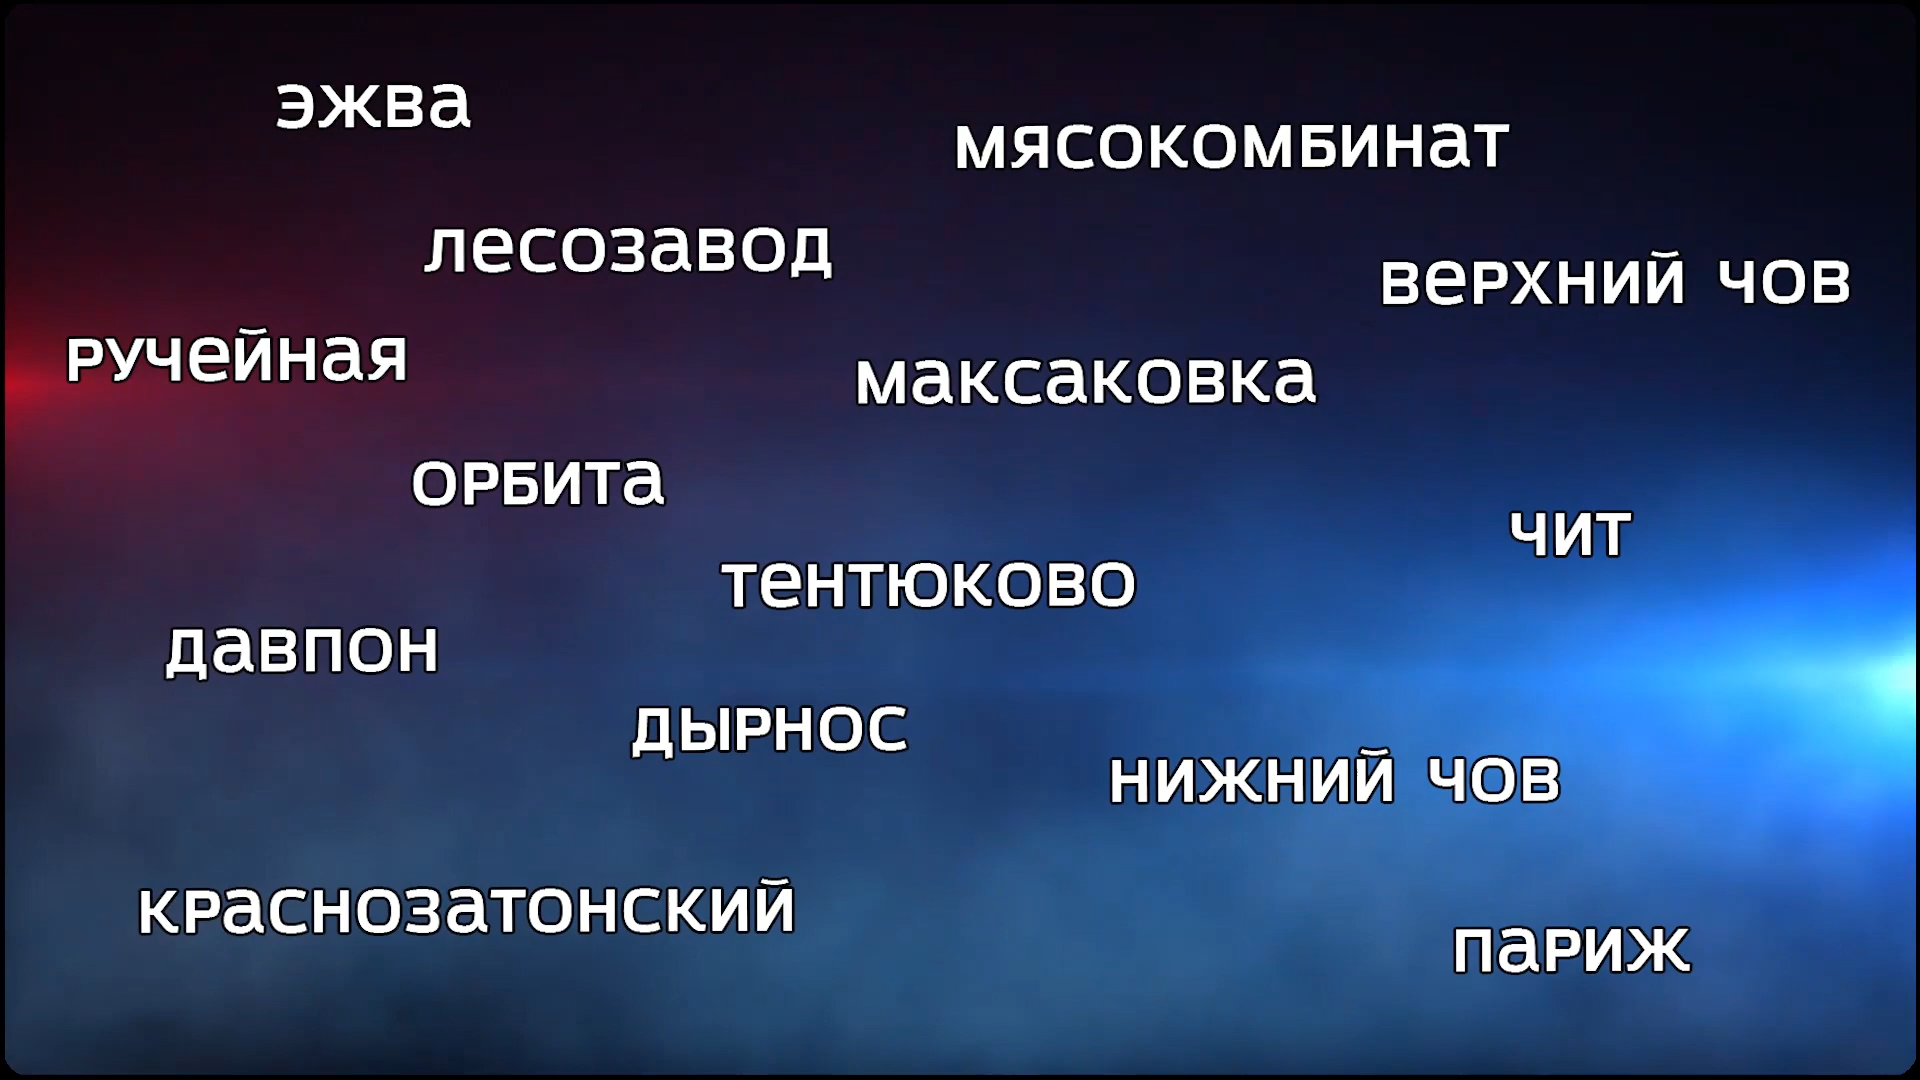 эжва
мясокомбинат
лесозавод
верхний чов
ручейная
максаковка
орбита
чит
тентюково
давпон
дырнос
нижний чов
краснозатонский
париж